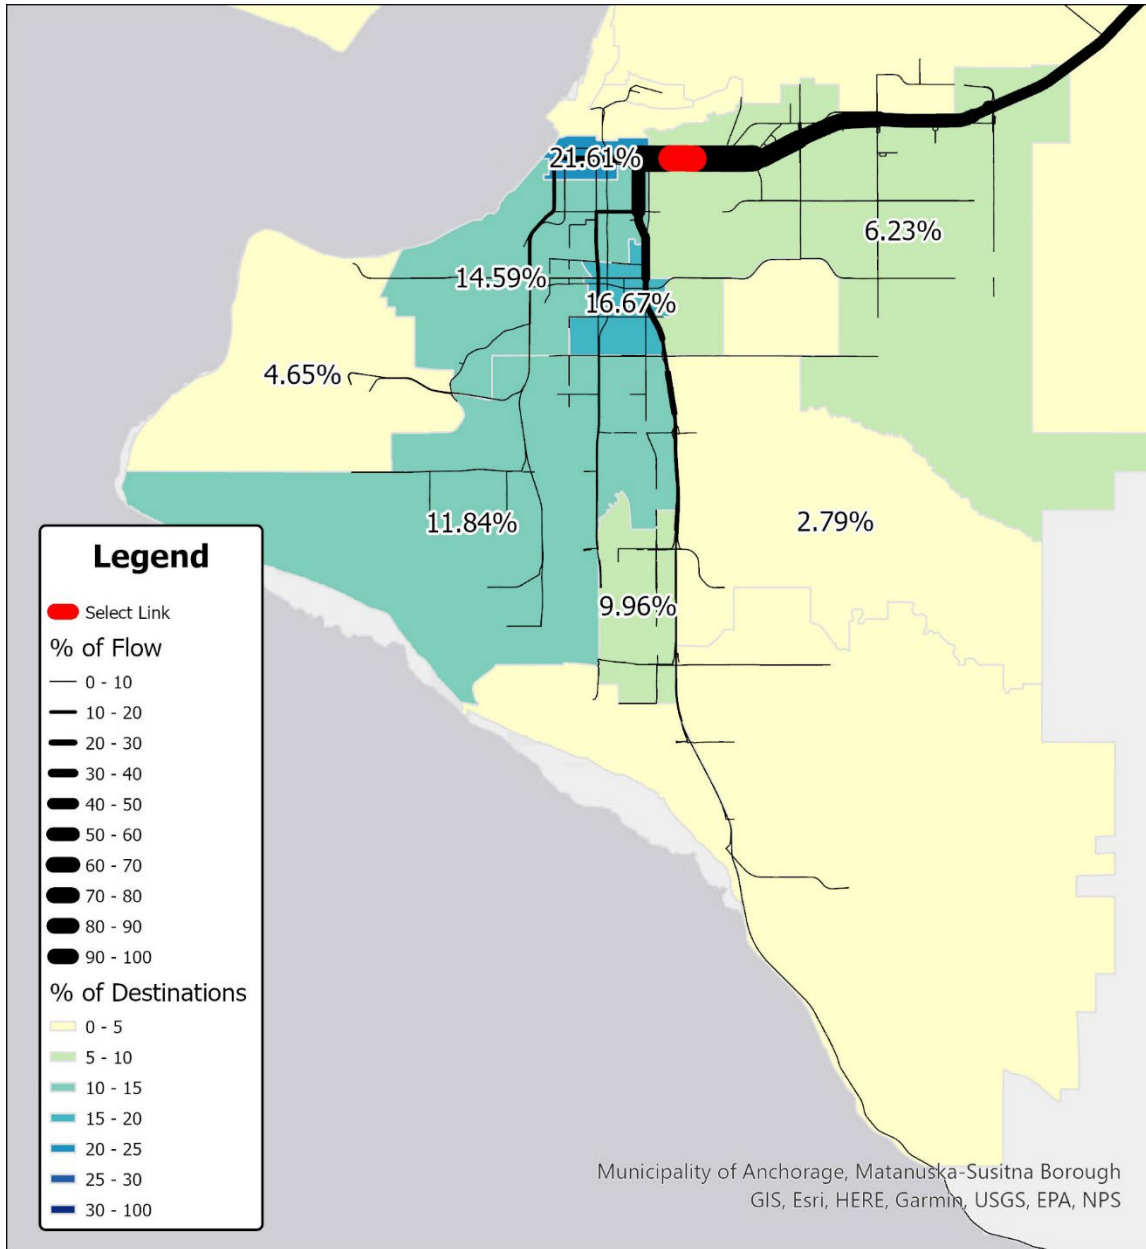 21.61%
6.23%
14.59%
16.67%
4.65%
11.84%
2.79%
9.96%
Legend
Select Link
% of Flow
0 - 10
10 - 20
20 - 30
30 - 40
40 - 50
50 - 60
60 - 70
70 - 80
80 - 90
90 - 100
% of Destinations
0 - 5
5 - 10
10 - 15
15 - 20
20 - 25
25 - 30
30 - 100
Municipality of Anchorage, Matanuska-Susitna Borough
GIS, Esri, HERE, Garmin, USGS, EPA, NPS